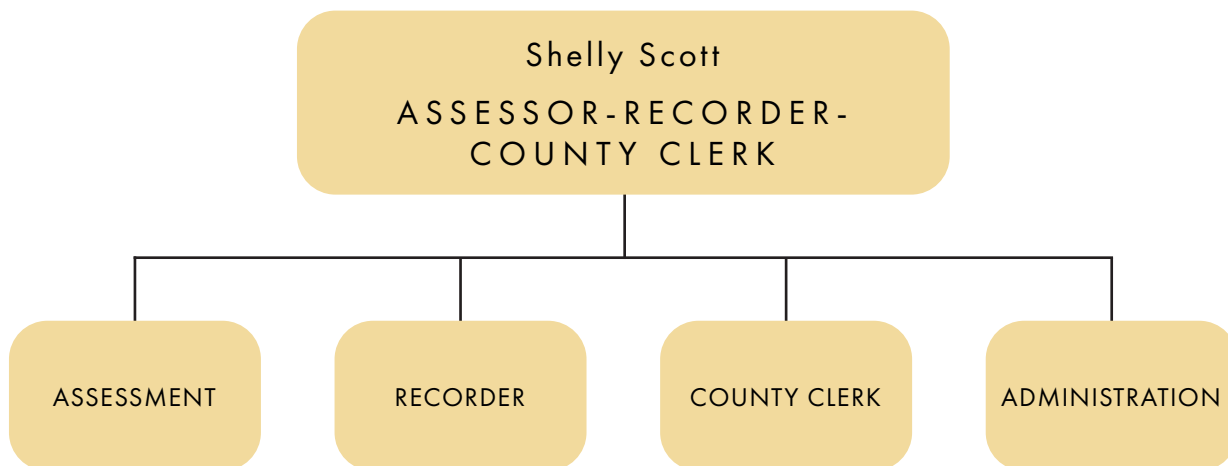 Shelly Scott
ASSESSOR-RECORDER-
COUNTY CLERK
ASSESSMENT
RECORDER
COUNTY CLERK
ADMINISTRATION